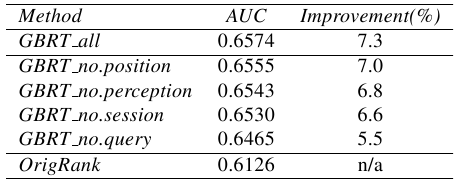 Method AUC Improvement(%)
GBRT_all 0.6574 7.3
GBRT_no.position 0.6555 7.0
GBRT_no.perception 0.6543 6.8
GBRT_no.session 0.6530 6.6
GBRT_no.query 0.6465 5.5
OrigRank 0.6126 n/a